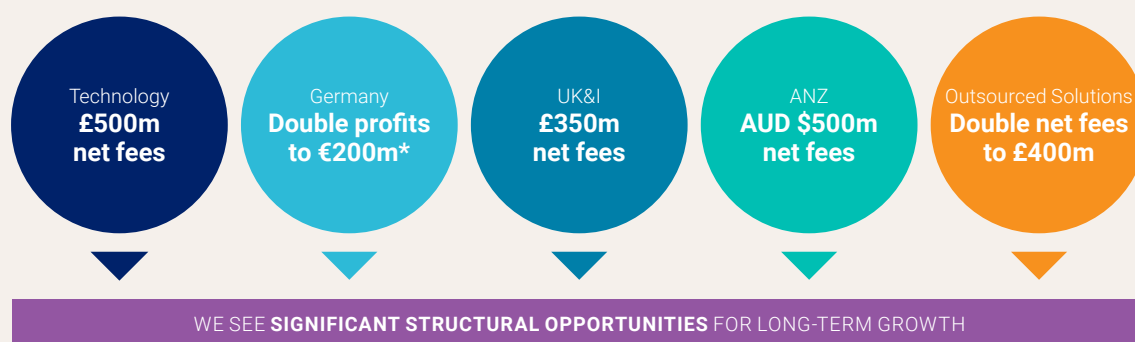 Technology
£500m
net fees
Germany
Double profits
to €200m*
UK&I
£350m
net fees
ANZ
AUD $500m
net fees
Outsourced Solutions
Double net fees
to £400m
WE SEE SIGNIFICANT STRUCTURAL OPPORTUNITIES FOR LONG-TERM GROWTH